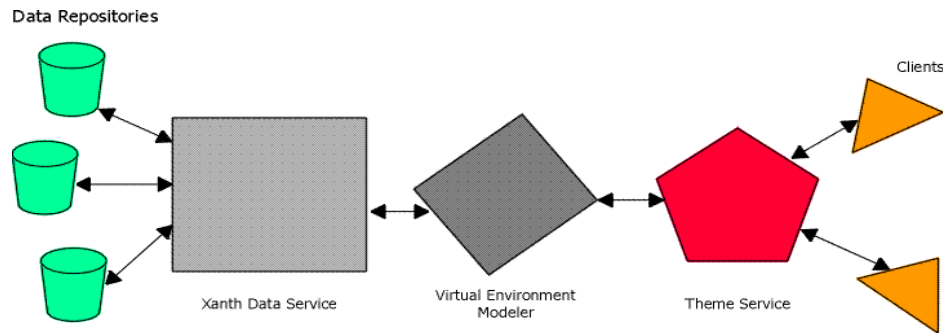 Data Repositories
Clients
Xanth Data Service
Virtual Environment
Modeler
Theme Service